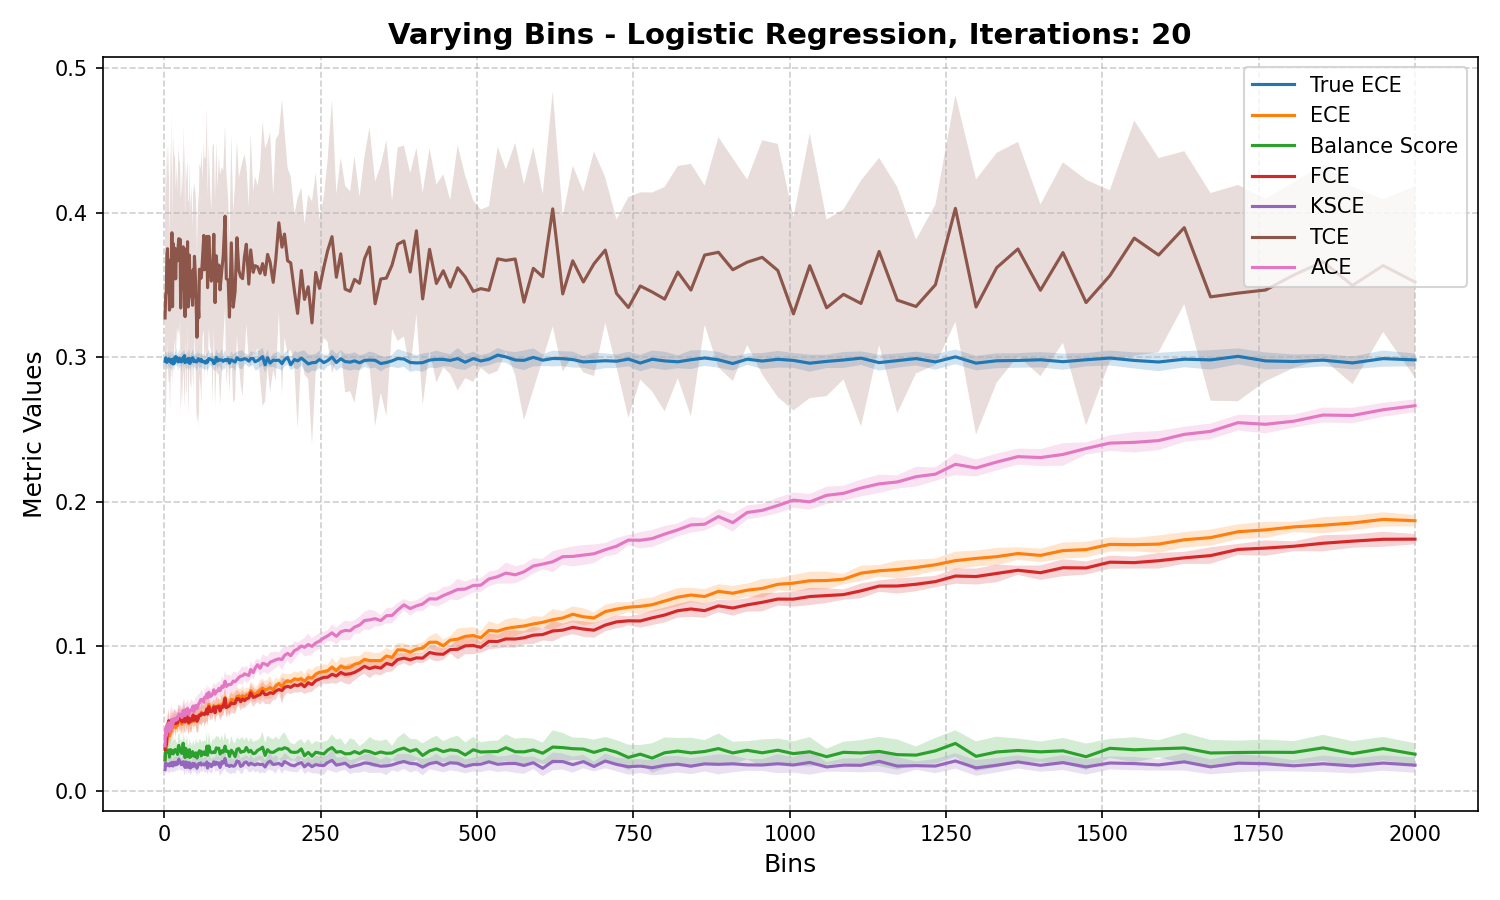 Varying Bins - Logistic Regression, Iterations: 20
Metric Values
0.5
0.4
0.3
0.2
0.1
0.0
True ECE
ECE
Balance Score
FCE
KSCE
TCE
ACE
0 250 500 750 1000 1250 1500 1750 2000
Bins